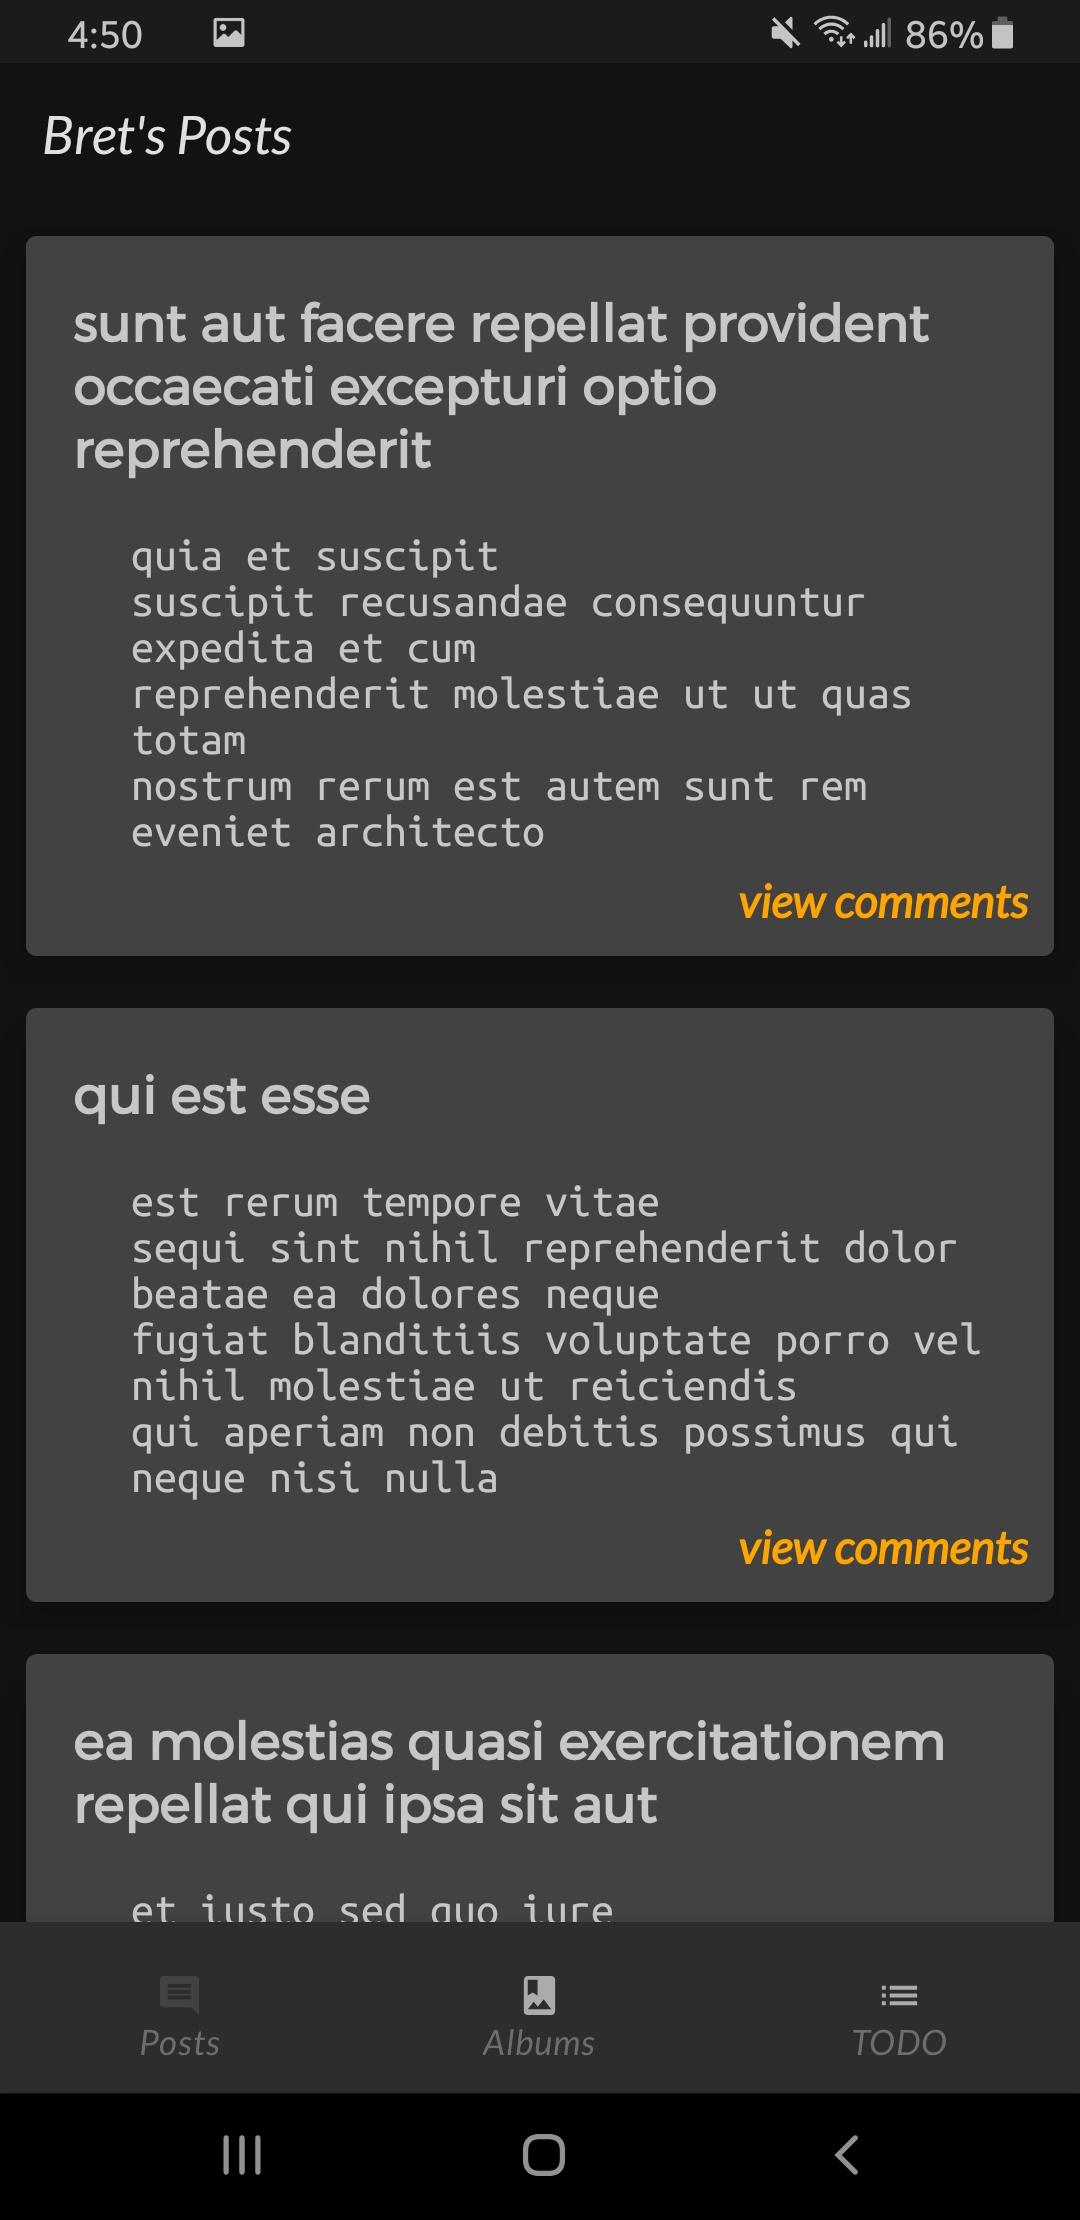 4:50
86%
Bret's Posts
sunt aut facere repellat provident
occaecati excepturi optio
reprehenderit
quia et suscipit
suscipit recusandae consequuntur
expedita et cum
reprehenderit molestiae ut ut quas
totam
nostrum rerum est autem sunt rem
eveniet architecto
view comments
qui est esse
est rerum tempore vitae
sequi sint nihil reprehenderit dolor
beatae ea dolores neque
fugiat blanditiis voluptate porro vel
nihil molestiae ut reiciendis
qui aperiam non debitis possimus qui
neque nisi nulla
view comments
ea molestias quasi exercitationem
repellat qui ipsa sit aut
et iusto sed quo iure
Posts
Albums
TODO